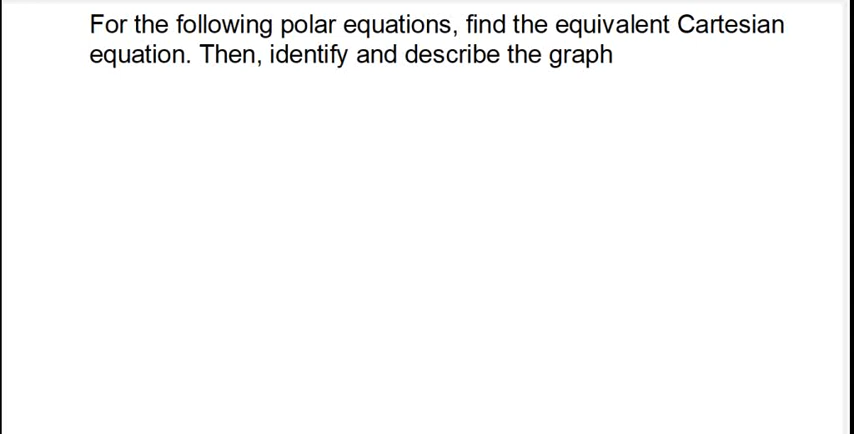 For the following polar equations, find the equivalent Cartesian
equation. Then, identify and describe the graph